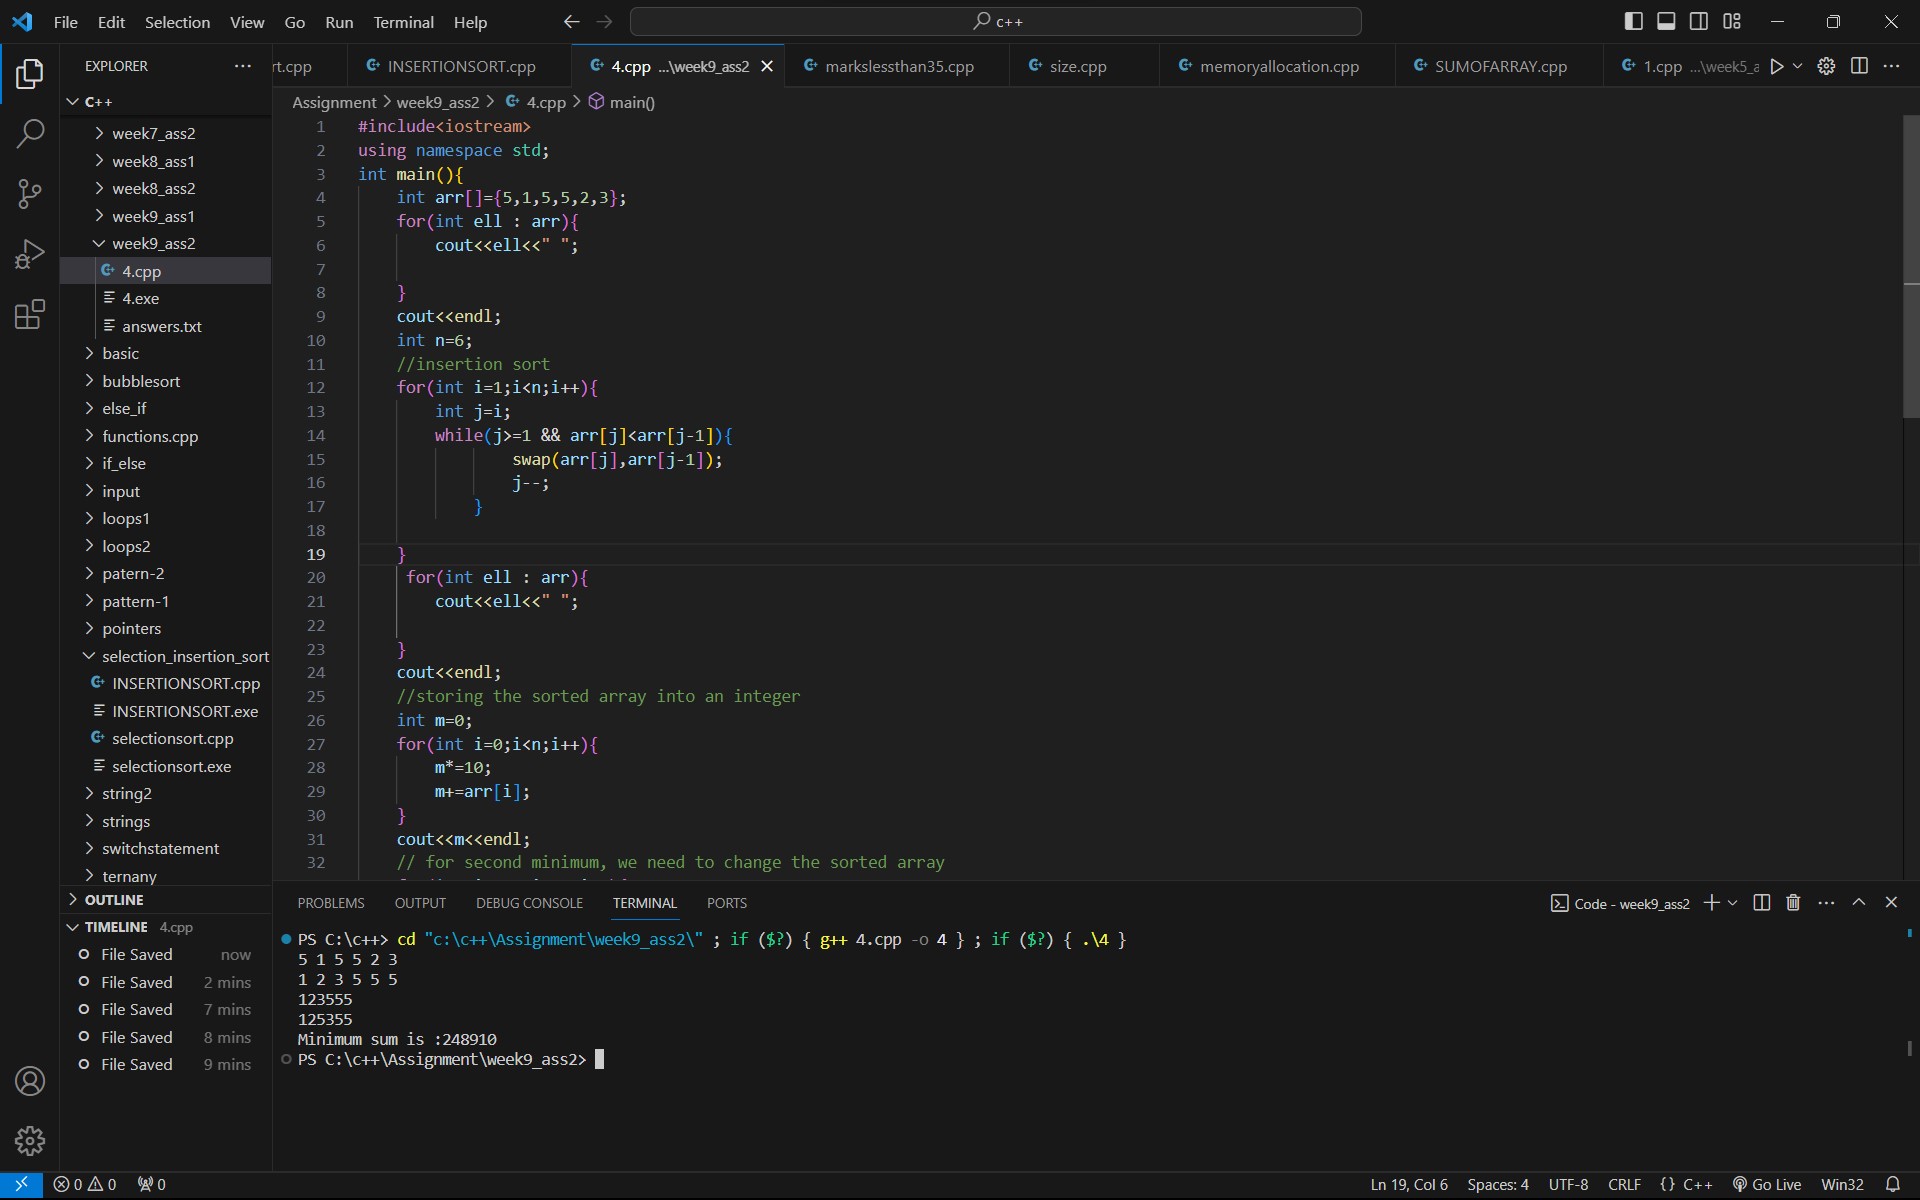 File Edit Selection View Go Run Terminal Help
c++
EXPLORER
rt.cpp INSERTIONSORT.cpp 4.cpp ...\week9_ass2 markslessthan35.cpp size.cpp memoryallocation.cpp SUMOFARRAY.cpp 1.cpp ...\week5_a
Assignment > week9_ass2 > 4.cpp > main()
C++
week7_ass2
week8_ass1
week8_ass2
week9_ass1
week9_ass2
4.cpp
4.exe
answers.txt
basic
bubblesort
else_if
functions.cpp
if_else
input
loops1
loops2
patern-2
pattern-1
pointers
selection_insertion_sort
INSERTIONSORT.cpp
INSERTIONSORT.exe
selectionsort.cpp
selectionsort.exe
string2
strings
switchstatement
ternany
OUTLINE
TIMELINE 4.cpp
File Saved now
File Saved 2 mins
File Saved 7 mins
File Saved 8 mins
File Saved 9 mins
1 #include<iostream>
2 using namespace std;
3 int main(){
4 int arr[]={5,1,5,5,2,3};
5 for(int ell : arr){
6 cout<<ell<<" ";
7
8 }
9 cout<<endl;
10 int n=6;
11 //insertion sort
12 for(int i=1;i<n;i++){
13 int j=i;
14 while(j>=1 && arr[j]<arr[j-1]){
15 swap(arr[j],arr[j-1]);
16 j--;
17 }
18
19 }
20 for(int ell : arr){
21 cout<<ell<<" ";
22
23 }
24 cout<<endl;
25 //storing the sorted array into an integer
26 int m=0;
27 for(int i=0;i<n;i++){
28 m*=10;
29 m+=arr[i];
30 }
31 cout<<m<<endl;
32 // for second minimum, we need to change the sorted array
PROBLEMS OUTPUT DEBUG CONSOLE TERMINAL PORTS
Code - week9_ass2
PS C:\c++> cd "c:\c++\Assignment\week9_ass2\" ; if ($?) { g++ 4.cpp -o 4 } ; if ($?) { .\4 }
5 1 5 5 2 3
1 2 3 5 5 5
123555
125355
Minimum sum is :248910
PS C:\c++\Assignment\week9_ass2>
0 0 0
Ln 19, Col 6 Spaces: 4 UTF-8 CRLF {} C++ Go Live Win32